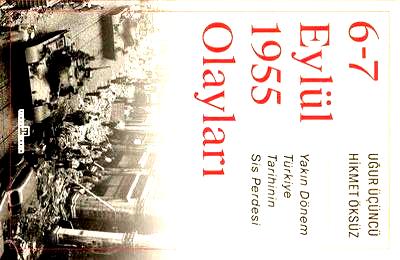 UĞUR ÜÇÜNCÜ
HİKMET ÖKSÜZ
6-7
Eylül
1955
Olayları
Yakın Dönem
Türkiye
Tarihinin
Sis Perdesi